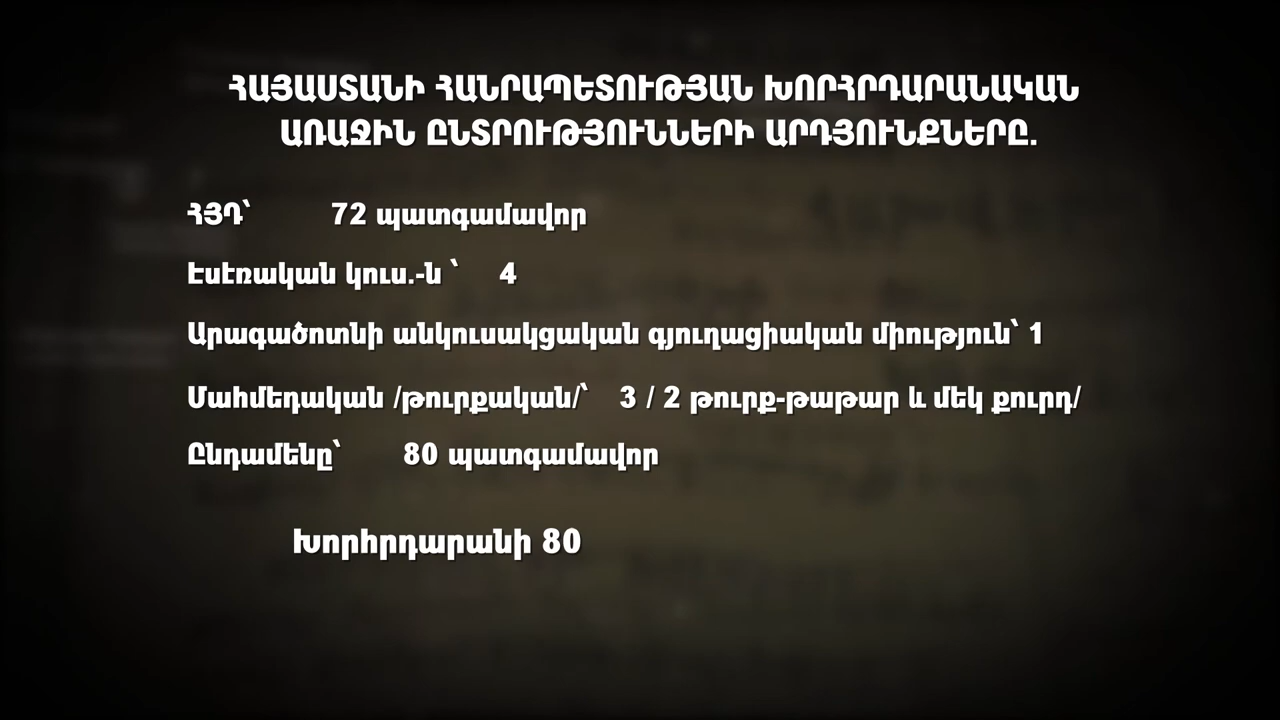 ՀԱՅԱՍՏԱՆԻ ՀԱՆՐԱՊԵՏՈՒԹՅԱՆ ԽՈՐՀՐԴԱՐԱՆԱԿԱՆ
ԱՌԱՋԻՆ ԸՆՏՐՈՒԹՅՈՒՆՆԵՐԻ ԱՐԴՅՈՒՆՔՆԵՐԸ.
ՀՅԴ՝ 72 պատգամավոր
Էսէռական կուս.-ն ՝ 4
Արագածոտնի անկուսակցական գյուղացիական միություն՝ 1
Մահմեդական /թուրքական/՝ 3 / 2 թուրք-թաթար և մեկ քուրդ/
Ընդամենը՝ 80 պատգամավոր
Խորհրդարանի 80